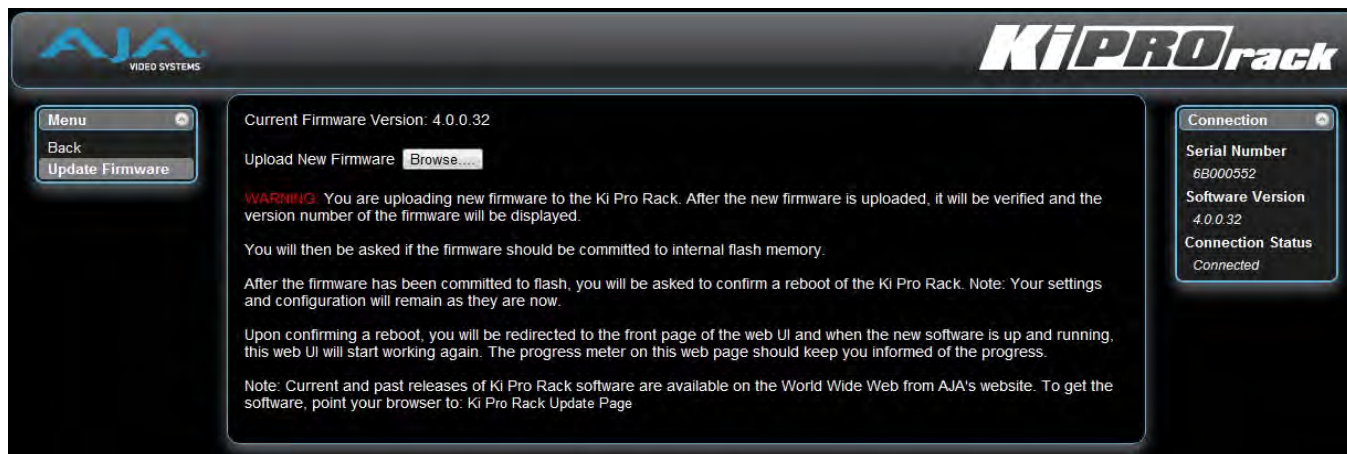 AJA
VIDEO SYSTEMS
KiPROrack
Menu
Back
Update Firmware
Current Firmware Version: 4.0.0.32
Upload New Firmware Browse....
WARNING: You are uploading new firmware to the Ki Pro Rack. After the new firmware is uploaded, it will be verified and the
version number of the firmware will be displayed.
You will then be asked if the firmware should be committed to internal flash memory.
After the firmware has been committed to flash, you will be asked to confirm a reboot of the Ki Pro Rack. Note: Your settings
and configuration will remain as they are now.
Upon confirming a reboot, you will be redirected to the front page of the web UI and when the new software is up and running,
this web UI will start working again. The progress meter on this web page should keep you informed of the progress.
Note: Current and past releases of Ki Pro Rack software are available on the World Wide Web from AJA's website. To get the
software, point your browser to: Ki Pro Rack Update Page
Connection
Serial Number
6B000552
Software Version
4.0.0.32
Connection Status
Connected